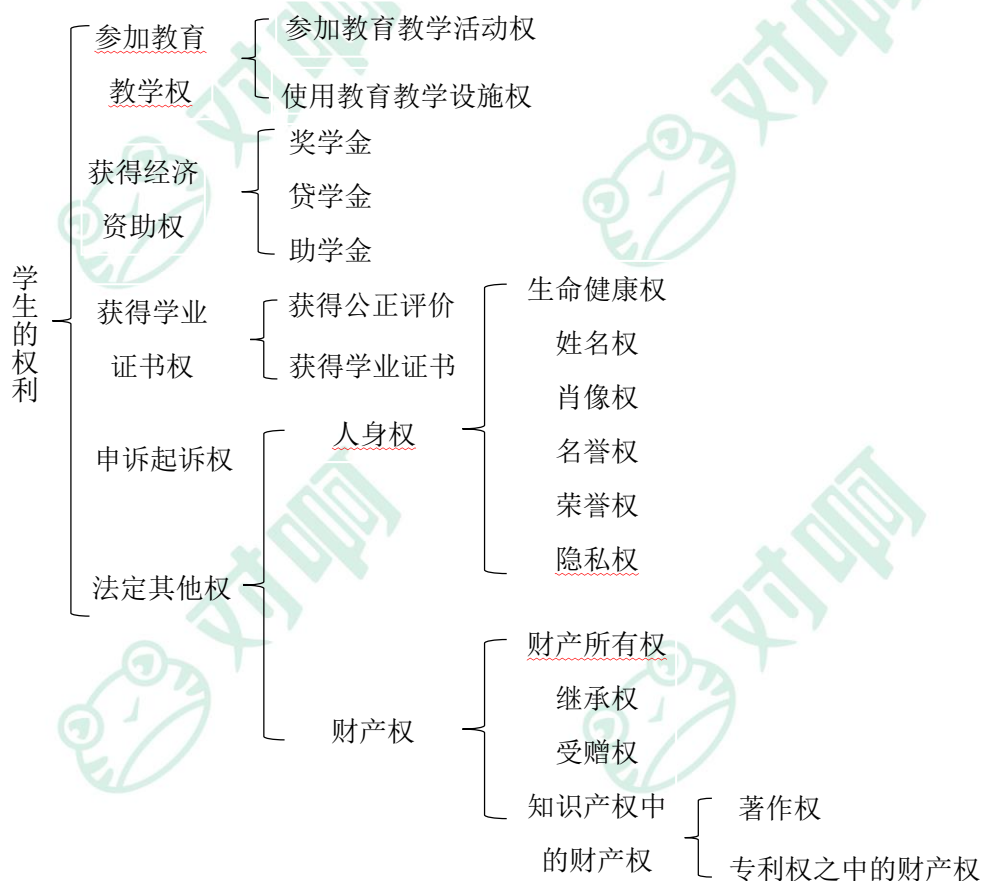 学生的权利
参加教育
教学权
参加教育教学活动权
使用教育教学设施权
获得经济
资助权
奖学金
贷学金
助学金
获得学业
证书权
获得公正评价
获得学业证书
申诉起诉权
法定其他权
人身权
生命健康权
姓名权
肖像权
名誉权
荣誉权
隐私权
财产权
财产所有权
继承权
受赠权
知识产权中
的财产权
著作权
专利权之中的财产权
对啊
对啊
对啊
对啊